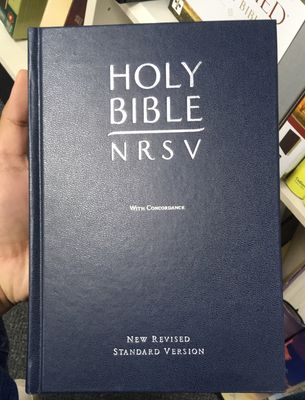 HOLY
BIBLE
NRSV
WITH CONCORDANCE
NEW REVISED
STANDARD VERSION